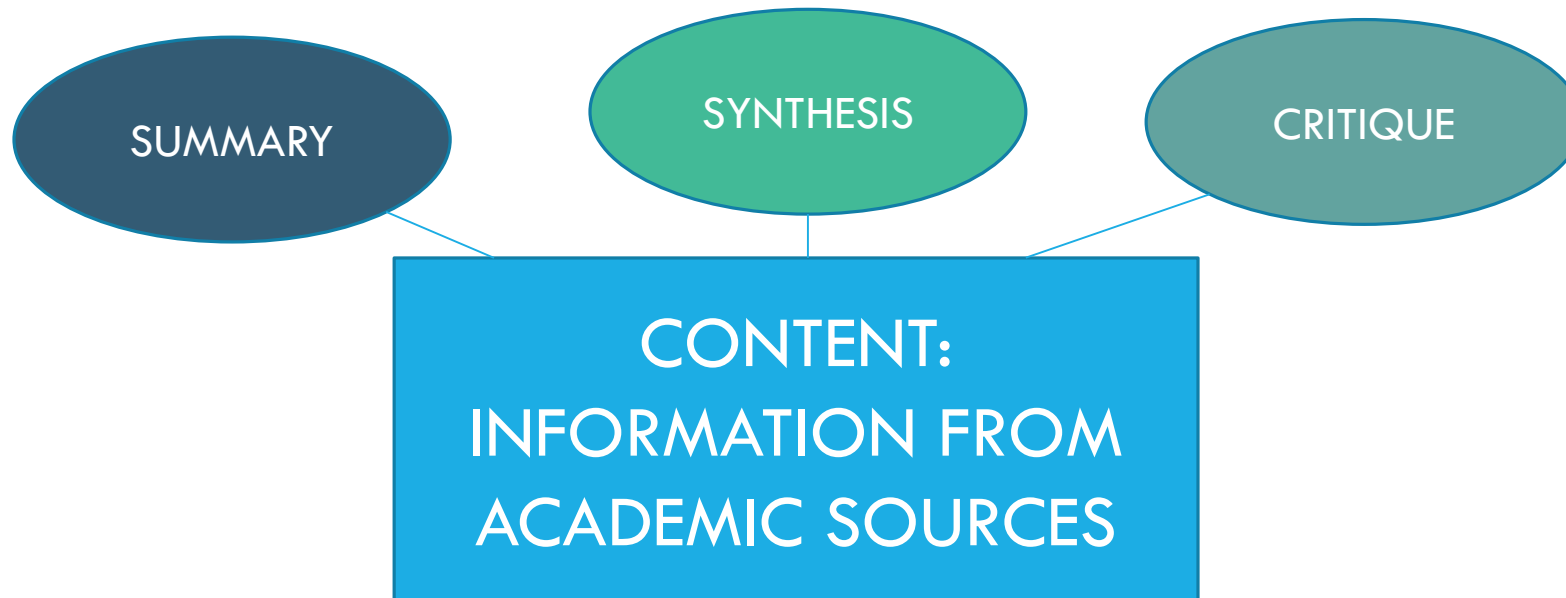 SUMMARY
SYNTHESIS
CRITIQUE
CONTENT:
INFORMATION FROM
ACADEMIC SOURCES